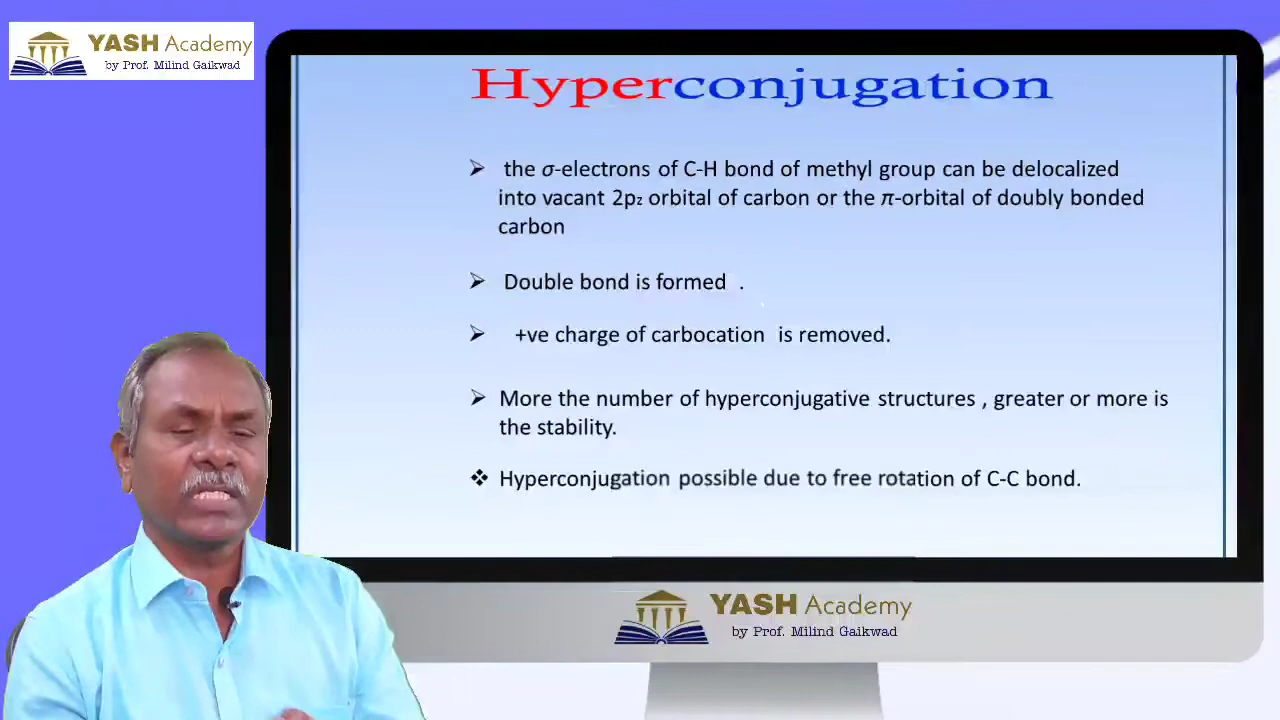 YASH Academy
by Prof. Milind Gaikwad
Hyperconjugation
➢ the σ-electrons of C-H bond of methyl group can be delocalized
into vacant 2pz orbital of carbon or the π-orbital of doubly bonded
carbon
➢ Double bond is formed .
➢ +ve charge of carbocation is removed.
➢ More the number of hyperconjugative structures , greater or more is
the stability.
❖ Hyperconjugation possible due to free rotation of C-C bond.
YASH Academy
by Prof. Milind Gaikwad